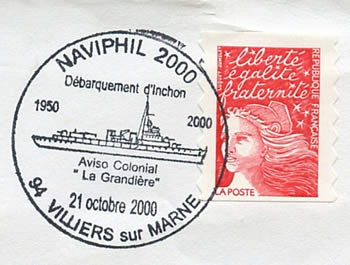 NAVIPHIL 2000
Débarquement d'Inchon
1950
2000
Aviso Colonial
" La Grandière"
21 octobre 2000
94 VILLIERS sur MARNE
liberté
égalité
fraternité
RÉPUBLIQUE FRANÇAISE
LA POSTE